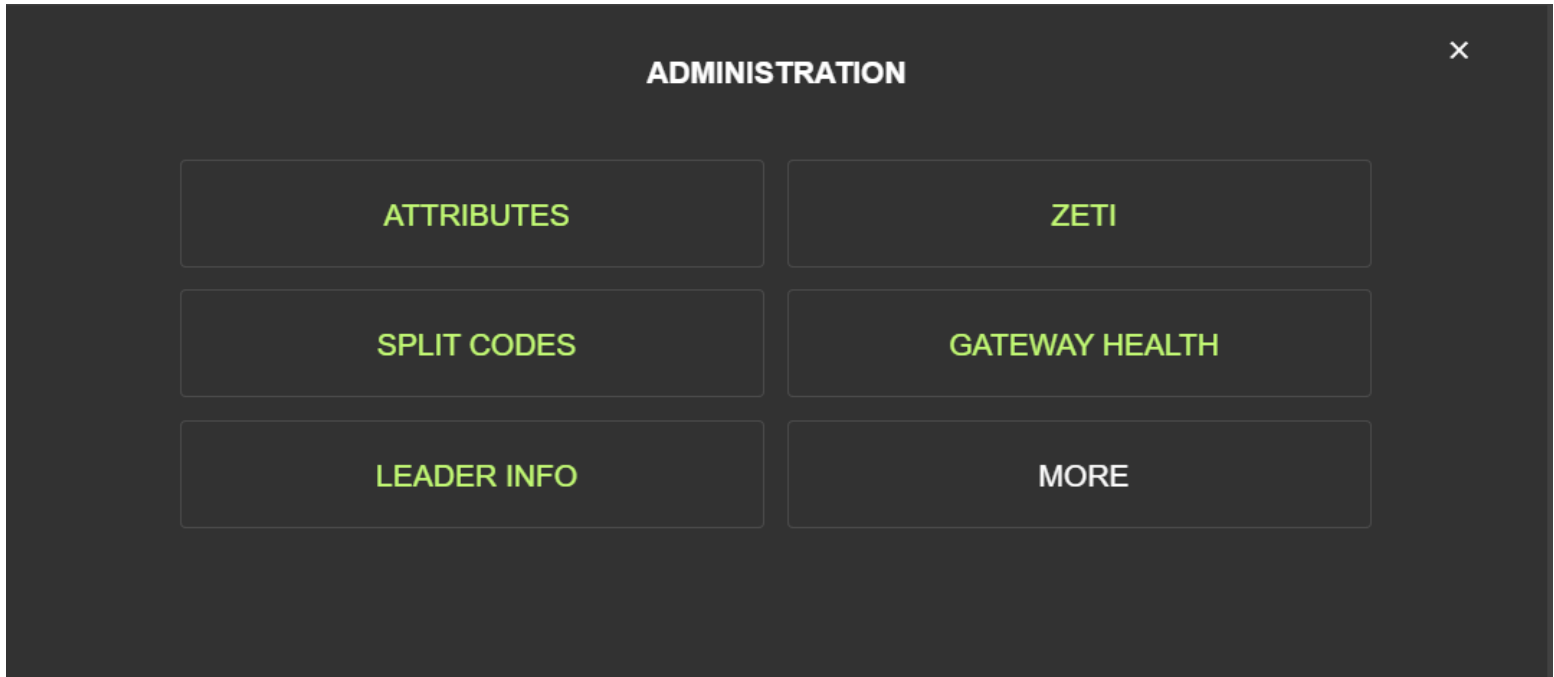 ADMINISTRATION
×
ATTRIBUTES
ZETI
SPLIT CODES
GATEWAY HEALTH
LEADER INFO
MORE